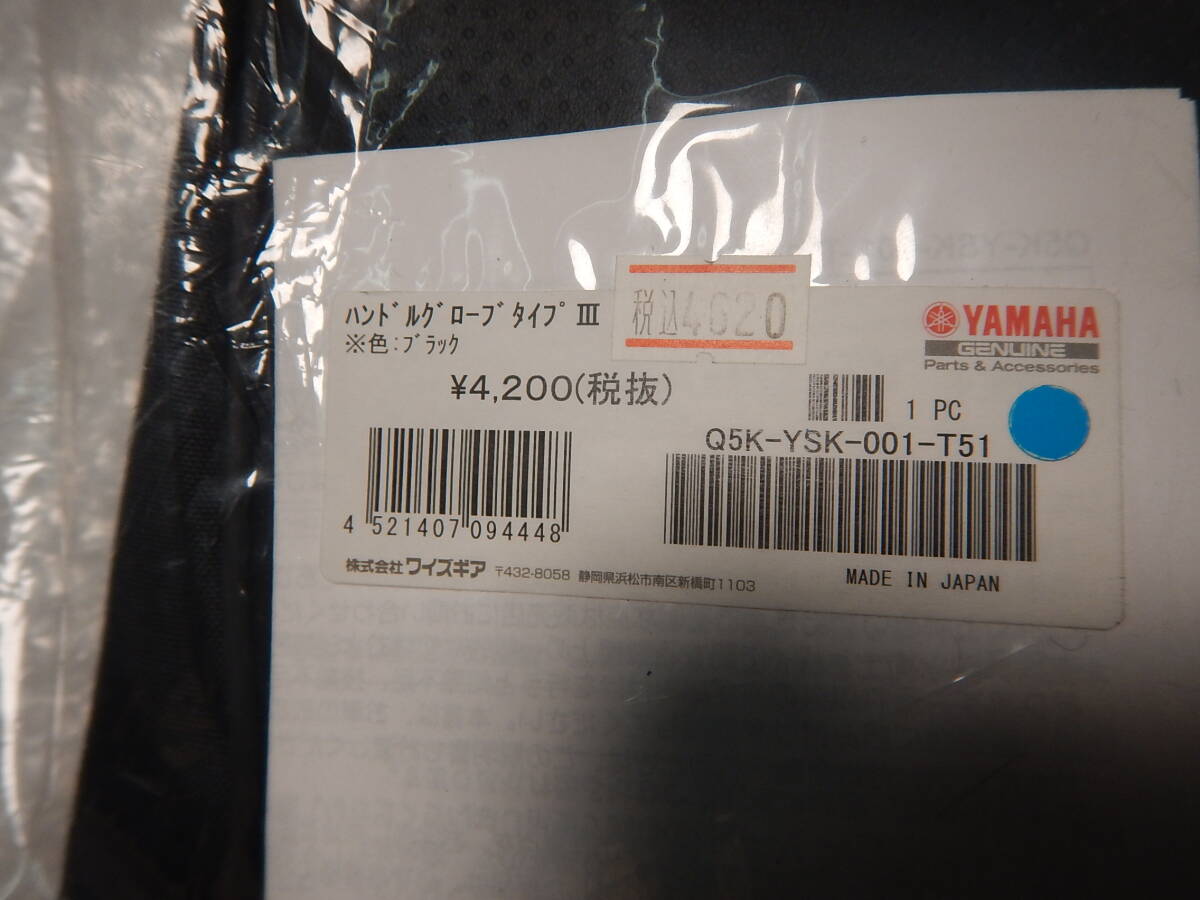 ﾊﾝﾄﾞﾙｸﾞﾛｰﾌﾞﾀｲﾌﾟ Ⅲ
※色:ﾌﾞﾗｯｸ
税込4620
¥4,200(税抜)
YAMAHA
GENUINE
Parts & Accessories
1 PC
Q5K-YSK-001-T51
4 521407 094448
株式会社 ワイズギア 〒432-8058 静岡県浜松市南区新橋町1103
MADE IN JAPAN